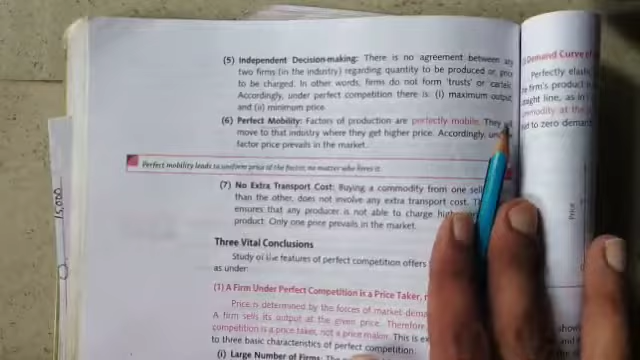 (5) Independent Decision-making: There is no agreement between any
two firms (in the industry) regarding quantity to be produced or price
to be charged. In other words, firms do not form 'trusts' or 'cartels'.
Accordingly, under perfect competition there is: (i) maximum output,
and (ii) minimum price.
(6) Perfect Mobility: Factors of production are perfectly mobile. They
move to that industry where they get higher price. Accordingly,
factor price prevails in the market.
Perfect mobility leads to uniform price of the factor, no matter who hires it.
(7) No Extra Transport Cost: Buying a commodity from one
than the other, does not involve any extra transport cost.
ensures that any producer is not able to charge
product. Only one price prevails in the market.
Three Vital Conclusions
Study of the features of perfect competition offers
as under:
(1) A Firm Under Perfect Competition is a Price Taker,
Price is determined by the forces of market
A firm sells its output at the given price. Therefore
competition is a price taker, not a price maker. This is
to three basic characteristics of perfect competition.
(i) Large Number of Firms: The
Demand Curve of
Perfectly
the firm's product
straight line, as in
at the
to zero demand
Price
15,000